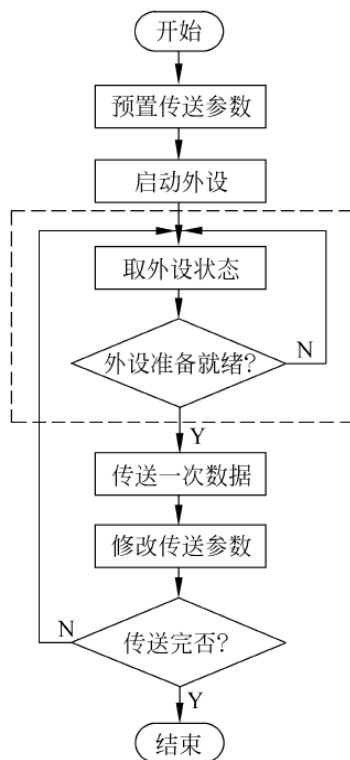 开始
预置传送参数
启动外设
取外设状态
外设准备就绪?
N
Y
传送一次数据
修改传送参数
N
传送完否?
Y
结束